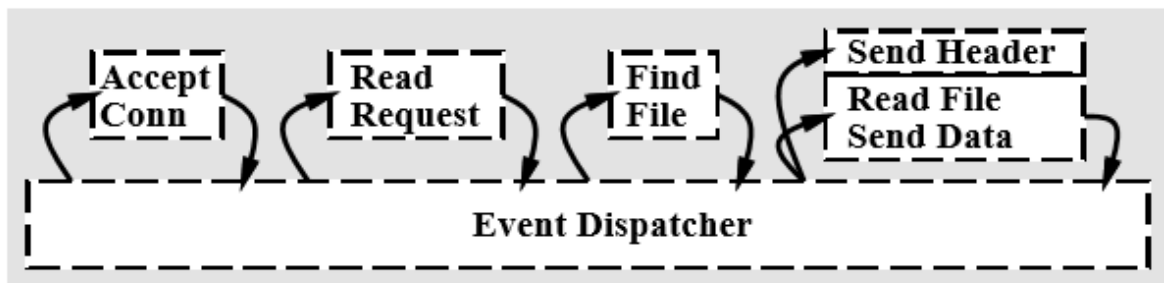 Accept
Conn
Read
Request
Find
File
Send Header
Read File
Send Data
Event Dispatcher